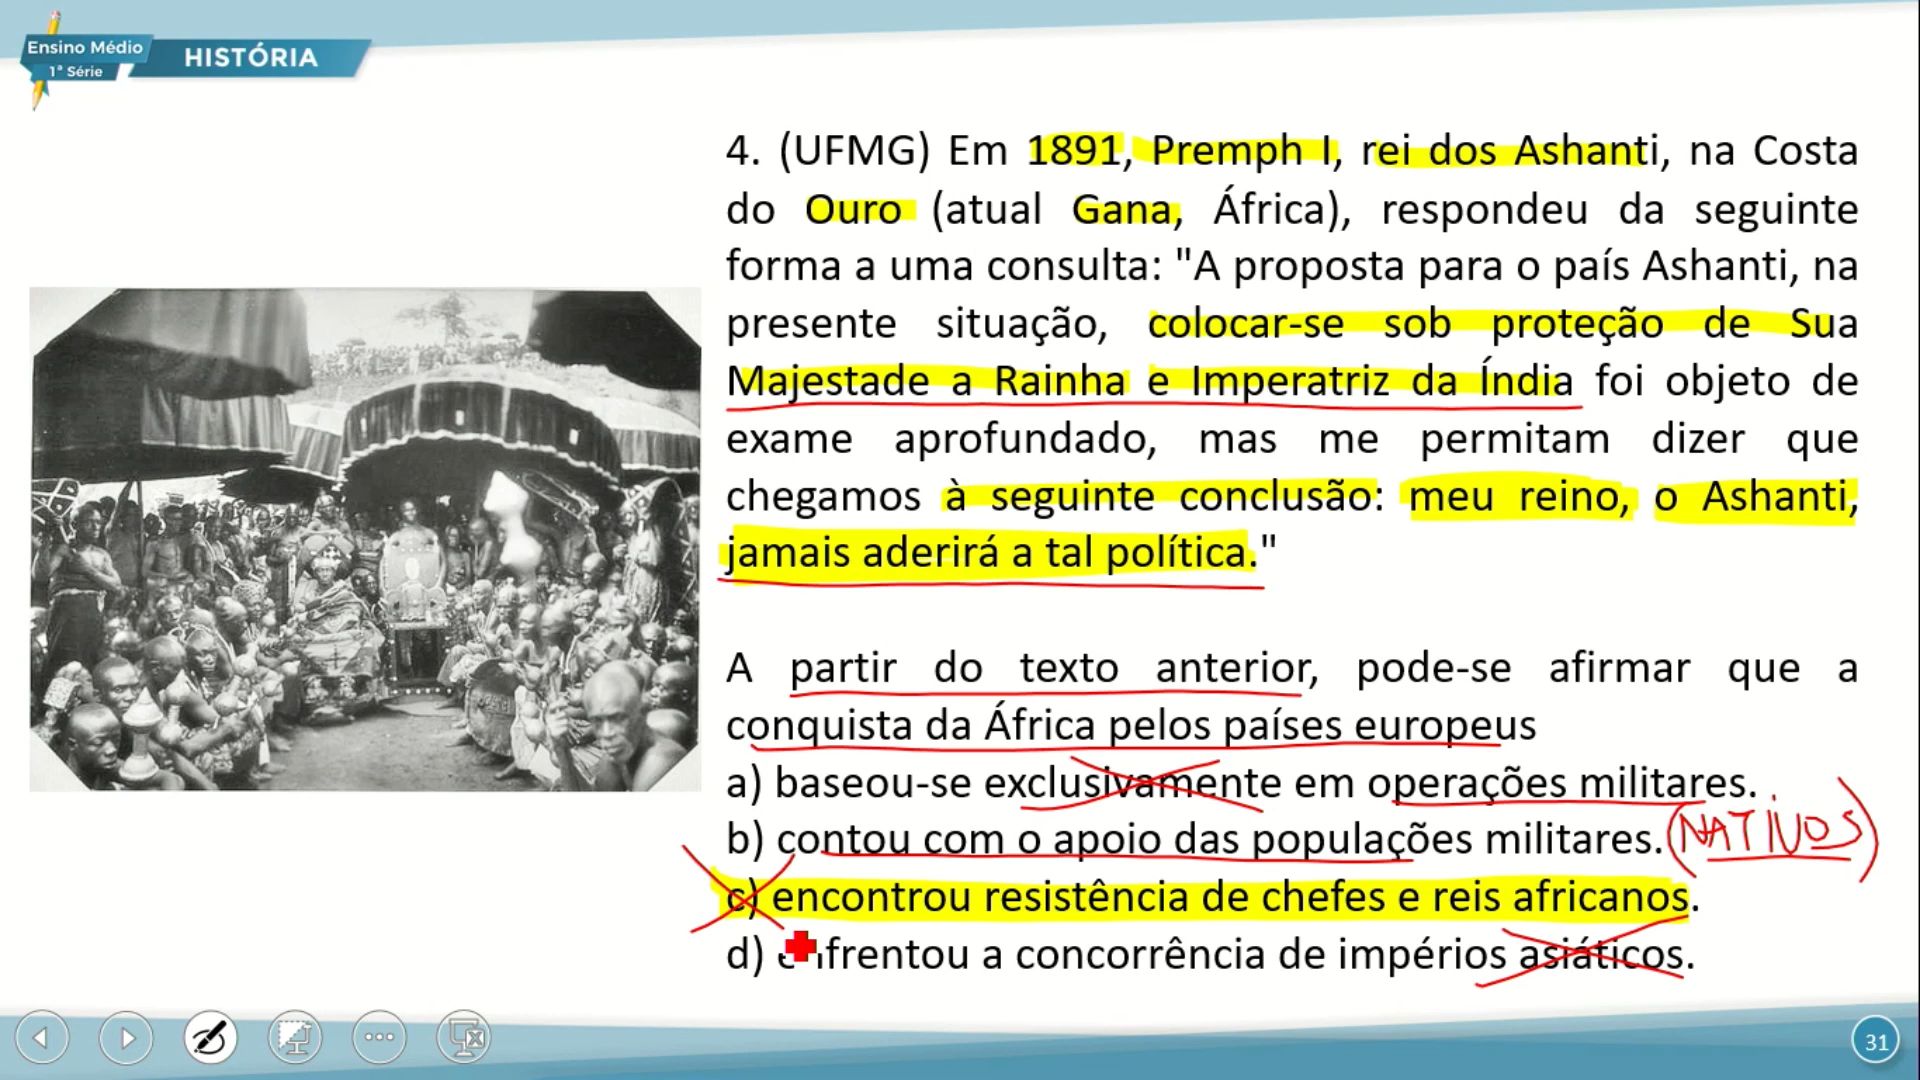 Ensino Médio
1ª Série
HISTÓRIA
4. (UFMG) Em 1891, Premph I, rei dos Ashanti, na Costa
do Ouro (atual Gana, África), respondeu da seguinte
forma a uma consulta: "A proposta para o país Ashanti, na
presente situação, colocar-se sob proteção de Sua
Majestade a Rainha e Imperatriz da Índia foi objeto de
exame aprofundado, mas me permitam dizer que
chegamos à seguinte conclusão: meu reino, o Ashanti,
jamais aderirá a tal política."
A partir do texto anterior, pode-se afirmar que a
conquista da África pelos países europeus
a) baseou-se exclusivamente em operações militares.
b) contou com o apoio das populações militares. (NATIVOS)
c) encontrou resistência de chefes e reis africanos.
d) enfrentou a concorrência de impérios asiáticos.
31